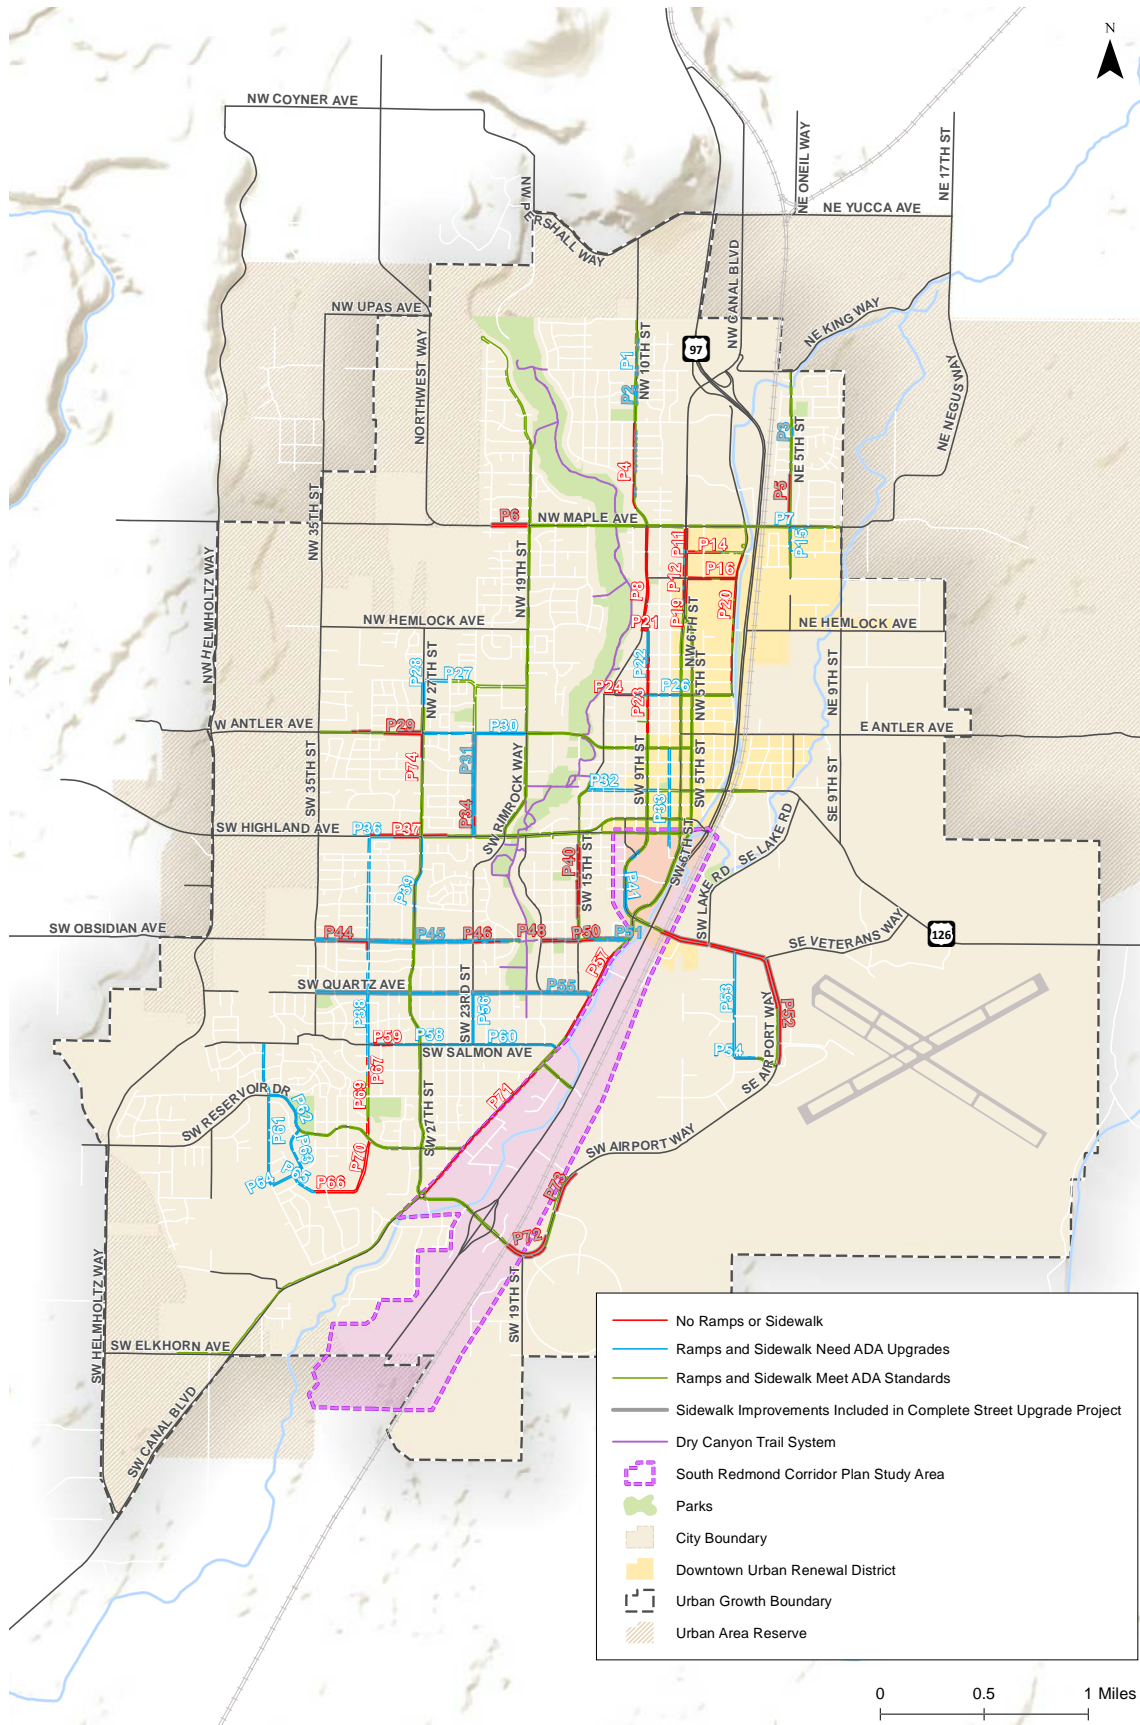 N
NW COYNER AVE
NE ONEIL WAY
NE 17TH ST
NW PERSHALL WAY
NE YUCCA AVE
NW CANAL BLVD
NW UPAS AVE
NE KING WAY
NORTHWEST WAY
NW 10TH ST
97
P1
P2
NE NEGUS WAY
P3
NE 5TH ST
P4
P5
NW 35TH ST
P6
NW MAPLE AVE
P7
P15
P11
P14
NW HELMHOLTZ WAY
NW 19TH ST
P8
P12
P16
P19
P20
NW HEMLOCK AVE
P21
NW 6TH ST
NE HEMLOCK AVE
NW 27TH ST
P28
P27
P22
P24
P26
P23
NW 5TH ST
NE 9TH ST
W ANTLER AVE
P29
P30
E ANTLER AVE
P74
P31
SW 35TH ST
SW RIMROCK WAY
SW 9TH ST
SW 5TH ST
P32
P33
SE 9TH ST
P34
SW HIGHLAND AVE
P36
P37
SE LAKE RD
SW 6TH ST
P40
SW 15TH ST
P39
P41
SW LAKE RD
SW OBSIDIAN AVE
P44
P45
P46
P48
P50
P51
SE VETERANS WAY
126
P57
SW QUARTZ AVE
P55
P53
P52
SW 23RD ST
P38
P56
P58
P59
P60
P54
SE AIRPORT WAY
SW SALMON AVE
P67
P69
SW RESERVOIR DR
P62
P61
P63
P71
SW 27TH ST
SW AIRPORT WAY
P70
P64
P65
P66
P73
P72
SW HELMHOLTZ WAY
SW 19TH ST
SW ELKHORN AVE
SW CANAL BLVD
No Ramps or Sidewalk
Ramps and Sidewalk Need ADA Upgrades
Ramps and Sidewalk Meet ADA Standards
Sidewalk Improvements Included in Complete Street Upgrade Project
Dry Canyon Trail System
South Redmond Corridor Plan Study Area
Parks
City Boundary
Downtown Urban Renewal District
Urban Growth Boundary
Urban Area Reserve
0 0.5 1 Miles